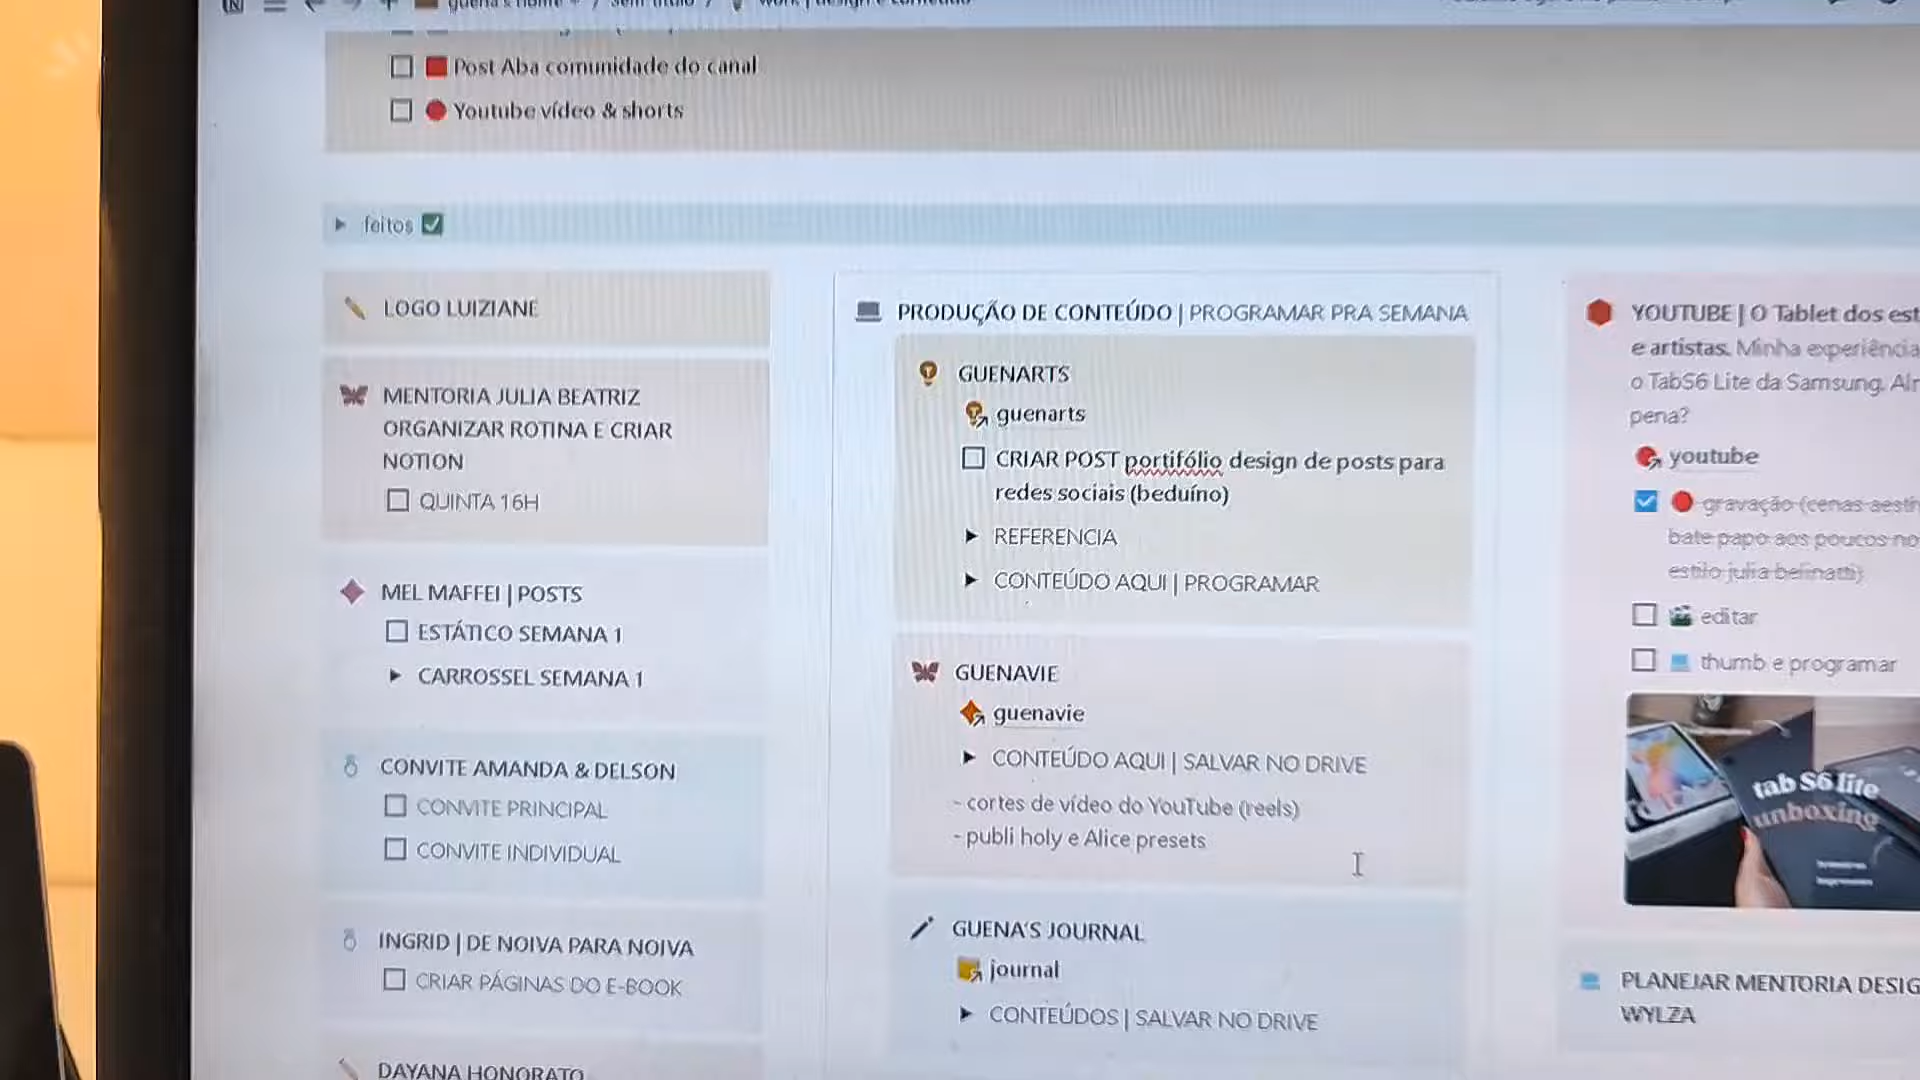 Post Aba comunidade do canal
Youtube vídeo & shorts
feitos
LOGO LUIZIANE
MENTORIA JULIA BEATRIZ
ORGANIZAR ROTINA E CRIAR
NOTION
QUINTA 16H
MEL MAFFEI | POSTS
ESTÁTICO SEMANA 1
CARROSSEL SEMANA 1
CONVITE AMANDA & DELSON
CONVITE PRINCIPAL
CONVITE INDIVIDUAL
INGRID | DE NOIVA PARA NOIVA
CRIAR PÁGINAS DO E-BOOK
DAYANA HONORATO
PRODUÇÃO DE CONTEÚDO | PROGRAMAR PRA SEMANA
GUENARTS
guenarts
CRIAR POST portifólio design de posts para
redes sociais (beduíno)
REFERENCIA
CONTEÚDO AQUI | PROGRAMAR
GUENAVIE
guenavie
CONTEÚDO AQUI | SALVAR NO DRIVE
- cortes de vídeo do YouTube (reels)
- publi holy e Alice presets
GUENA'S JOURNAL
journal
CONTEÚDOS | SALVAR NO DRIVE
YOUTUBE | O Tablet dos est
e artistas. Minha experiência
o TabS6 Lite da Samsung. Al
pena?
youtube
gravação (cenas aesth
bate papo aos poucos no
estilo julia belinatti)
editar
thumb e programar
tab S6 lite
unboxing
PLANEJAR MENTORIA DESIG
WYLZA